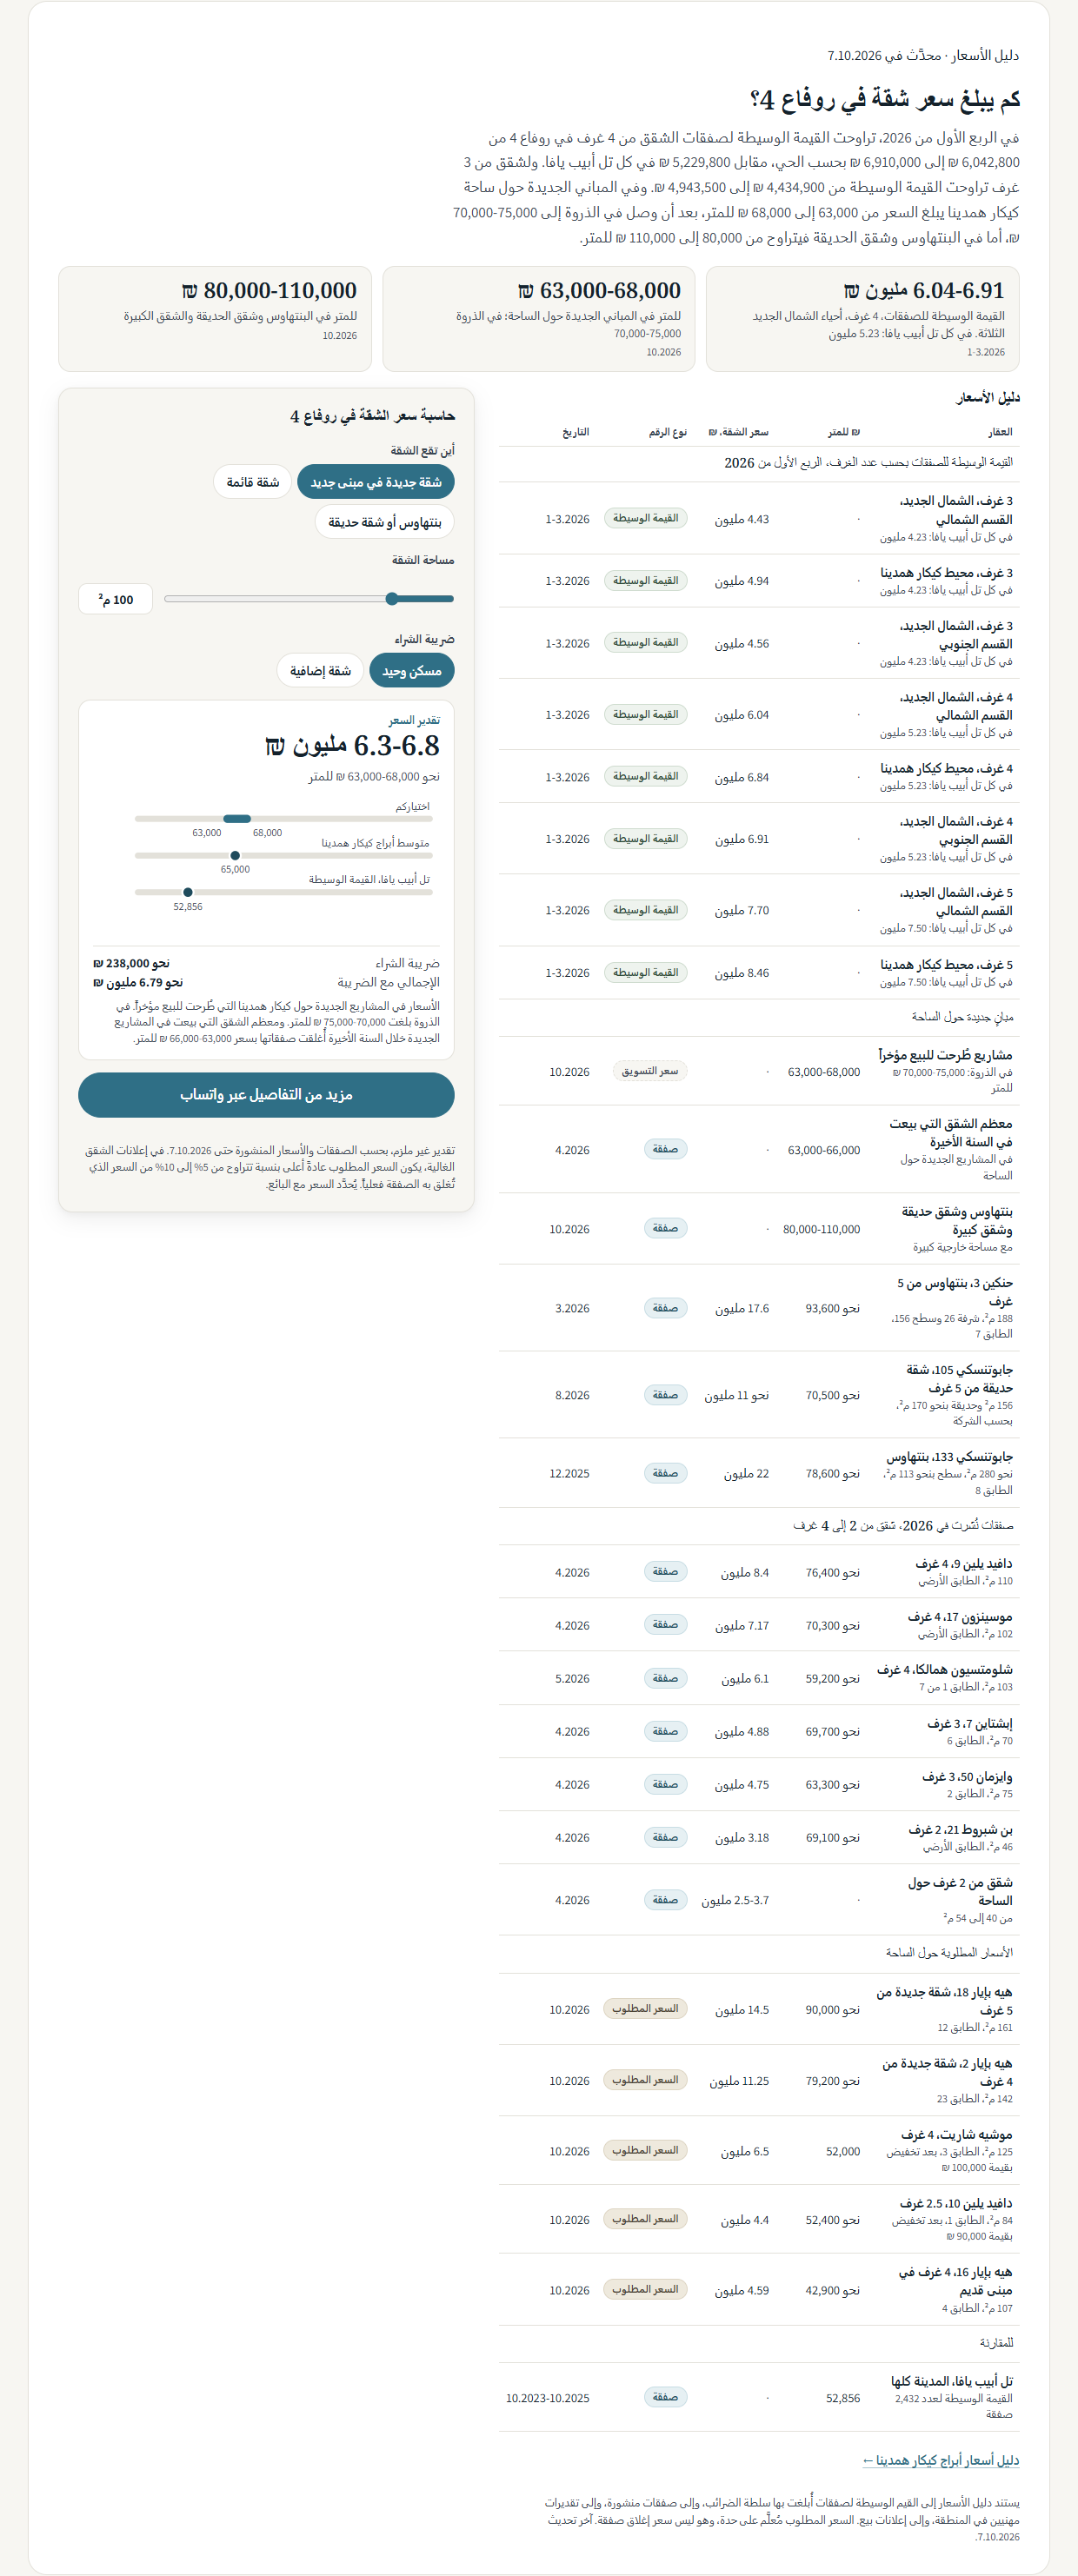 دليل الأسعار · محدَّث في 7.10.2026
كم يبلغ سعر شقة في روفاع 4؟
في الربع الأول من 2026، تراوحت القيمة الوسيطة لصفقات الشقق من 4 غرف في روفاع 4 من
6,042,800 ₪ إلى 6,910,000 ₪ بحسب الحي، مقابل 5,229,800 ₪ في كل تل أبيب يافا. ولشقق من 3
غرف تراوحت القيمة الوسيطة من 4,434,900 ₪ إلى 4,943,500 ₪. وفي المباني الجديدة حول ساحة
كيكار همدينا يبلغ السعر من 63,000 إلى 68,000 ₪ للمتر، بعد أن وصل في الذروة إلى 70,000-75,000
₪، أما في البنتهاوس وشقق الحديقة فيتراوح من 80,000 إلى 110,000 ₪ للمتر.
6.04-6.91 مليون ₪
القيمة الوسيطة للصفقات، 4 غرف، أحياء الشمال الجديد
الثلاثة. في كل تل أبيب يافا: 5.23 مليون
1-3.2026
63,000-68,000 ₪
للمتر في المباني الجديدة حول الساحة؛ في الذروة
70,000-75,000
10.2026
80,000-110,000 ₪
للمتر في البنتهاوس وشقق الحديقة والشقق الكبيرة
10.2026
دليل الأسعار
العقار	₪ للمتر	سعر الشقة، ₪	نوع الرقم	التاريخ
القيمة الوسيطة للصفقات بحسب عدد الغرف، الربع الأول من 2026
3 غرف، الشمال الجديد،
القسم الشمالي
في كل تل أبيب يافا: 4.23 مليون
·	4.43 مليون	القيمة الوسيطة	1-3.2026
3 غرف، محيط كيكار همدينا
في كل تل أبيب يافا: 4.23 مليون
·	4.94 مليون	القيمة الوسيطة	1-3.2026
3 غرف، الشمال الجديد،
القسم الجنوبي
في كل تل أبيب يافا: 4.23 مليون
·	4.56 مليون	القيمة الوسيطة	1-3.2026
4 غرف، الشمال الجديد،
القسم الشمالي
في كل تل أبيب يافا: 5.23 مليون
·	6.04 مليون	القيمة الوسيطة	1-3.2026
4 غرف، محيط كيكار همدينا
في كل تل أبيب يافا: 5.23 مليون
·	6.84 مليون	القيمة الوسيطة	1-3.2026
4 غرف، الشمال الجديد،
القسم الجنوبي
في كل تل أبيب يافا: 5.23 مليون
·	6.91 مليون	القيمة الوسيطة	1-3.2026
5 غرف، الشمال الجديد،
القسم الشمالي
في كل تل أبيب يافا: 7.50 مليون
·	7.70 مليون	القيمة الوسيطة	1-3.2026
5 غرف، محيط كيكار همدينا
في كل تل أبيب يافا: 7.50 مليون
·	8.46 مليون	القيمة الوسيطة	1-3.2026
مبانٍ جديدة حول الساحة
مشاريع طُرحت للبيع مؤخراً
في الذروة: 70,000-75,000 ₪
للمتر
63,000-68,000	·	سعر التسويق	10.2026
معظم الشقق التي بيعت
في السنة الأخيرة
في المشاريع الجديدة حول
الساحة
63,000-66,000	·	صفقة	4.2026
بنتهاوس وشقق حديقة
وشقق كبيرة
مع مساحة خارجية كبيرة
80,000-110,000	·	صفقة	10.2026
حنكين 3، بنتهاوس من 5
غرف
188 م²، شرفة 26 وسطح 156،
الطابق 7
نحو 93,600	17.6 مليون	صفقة	3.2026
جابوتنسكي 105، شقة
حديقة من 5 غرف
156 م² وحديقة بنحو 170 م²،
بحسب الشركة
نحو 70,500	نحو 11 مليون	صفقة	8.2026
جابوتنسكي 133، بنتهاوس
نحو 280 م²، سطح بنحو 113 م²،
الطابق 8
نحو 78,600	22 مليون	صفقة	12.2025
صفقات نُشرت في 2026، شقق من 2 إلى 4 غرف
دافيد يلين 9، 4 غرف
110 م²، الطابق الأرضي
نحو 76,400	8.4 مليون	صفقة	4.2026
موسينزون 17، 4 غرف
102 م²، الطابق الأرضي
نحو 70,300	7.17 مليون	صفقة	4.2026
شلومتسيون همالكا، 4 غرف
103 م²، الطابق 1 من 7
نحو 59,200	6.1 مليون	صفقة	5.2026
إبشتاين 7، 3 غرف
70 م²، الطابق 6
نحو 69,700	4.88 مليون	صفقة	4.2026
وايزمان 50، 3 غرف
75 م²، الطابق 2
نحو 63,300	4.75 مليون	صفقة	4.2026
بن شبروط 21، 2 غرف
46 م²، الطابق الأرضي
نحو 69,100	3.18 مليون	صفقة	4.2026
شقق من 2 غرف حول
الساحة
من 40 إلى 54 م²
·	2.5-3.7 مليون	صفقة	4.2026
الأسعار المطلوبة حول الساحة
هيه بإيار 18، شقة جديدة من
5 غرف
161 م²، الطابق 12
نحو 90,000	14.5 مليون	السعر المطلوب	10.2026
هيه بإيار 2، شقة جديدة من
4 غرف
142 م²، الطابق 23
نحو 79,200	11.25 مليون	السعر المطلوب	10.2026
موشيه شاريت، 4 غرف
125 م²، الطابق 3، بعد تخفيض
بقيمة 100,000 ₪
52,000	6.5 مليون	السعر المطلوب	10.2026
دافيد يلين 10، 2.5 غرف
84 م²، الطابق 1، بعد تخفيض
بقيمة 90,000 ₪
نحو 52,400	4.4 مليون	السعر المطلوب	10.2026
هيه بإيار 16، 4 غرف في
مبنى قديم
107 م²، الطابق 4
نحو 42,900	4.59 مليون	السعر المطلوب	10.2026
للمقارنة
تل أبيب يافا، المدينة كلها
القيمة الوسيطة لعدد 2,432
صفقة
52,856	·	صفقة	10.2023-10.2025
دليل أسعار أبراج كيكار همدينا ←
يستند دليل الأسعار إلى القيم الوسيطة لصفقات أُبلغت بها سلطة الضرائب، وإلى صفقات منشورة، وإلى تقديرات
مهنيين في المنطقة، وإلى إعلانات بيع. السعر المطلوب مُعلَّم على حدة، وهو ليس سعر إغلاق صفقة. آخر تحديث
7.10.2026.
حاسبة سعر الشقة في روفاع 4
أين تقع الشقة
شقة جديدة في مبنى جديد	شقة قائمة
بنتهاوس أو شقة حديقة
مساحة الشقة
100 م²
ضريبة الشراء
مسكن وحيد	شقة إضافية
تقدير السعر
6.3-6.8 مليون ₪
نحو 63,000-68,000 ₪ للمتر
اختياركم
63,000	68,000
متوسط أبراج كيكار همدينا
65,000
تل أبيب يافا، القيمة الوسيطة
52,856
ضريبة الشراء	نحو 238,000 ₪
الإجمالي مع الضريبة	نحو 6.79 مليون ₪
الأسعار في المشاريع الجديدة حول كيكار همدينا التي طُرحت للبيع مؤخراً. في
الذروة بلغت 70,000-75,000 ₪ للمتر. ومعظم الشقق التي بيعت في المشاريع
الجديدة خلال السنة الأخيرة أُغلقت صفقاتها بسعر 63,000-66,000 ₪ للمتر.
مزيد من التفاصيل عبر واتساب
تقدير غير ملزم، بحسب الصفقات والأسعار المنشورة حتى 7.10.2026. في إعلانات الشقق
الغالية، يكون السعر المطلوب عادةً أعلى بنسبة تتراوح من 5% إلى 10% من السعر الذي
تُغلق به الصفقة فعلياً. يُحدَّد السعر مع البائع.